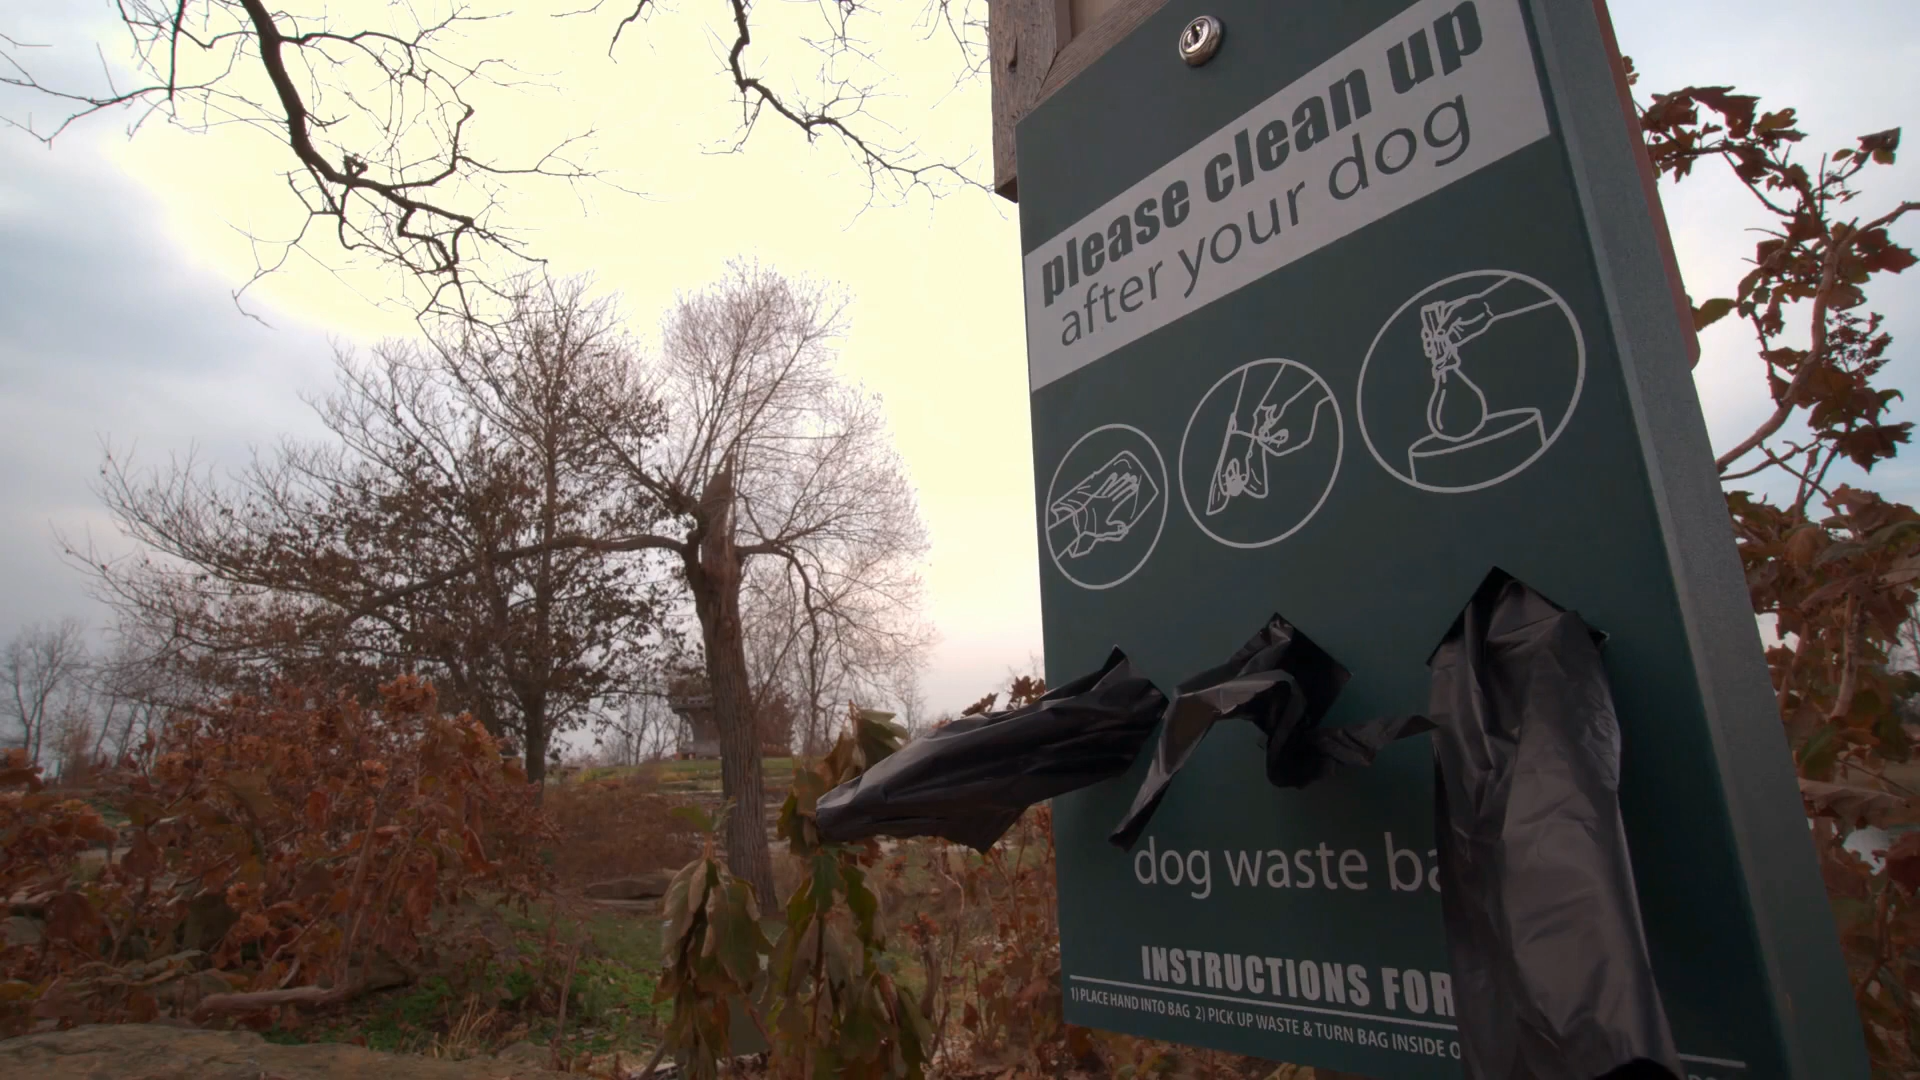 please clean up
after your dog
dog waste
INSTRUCTIONS FOR
1) PLACE HAND INTO BAG 2) PICK UP WASTE & TURN BAG INSIDE